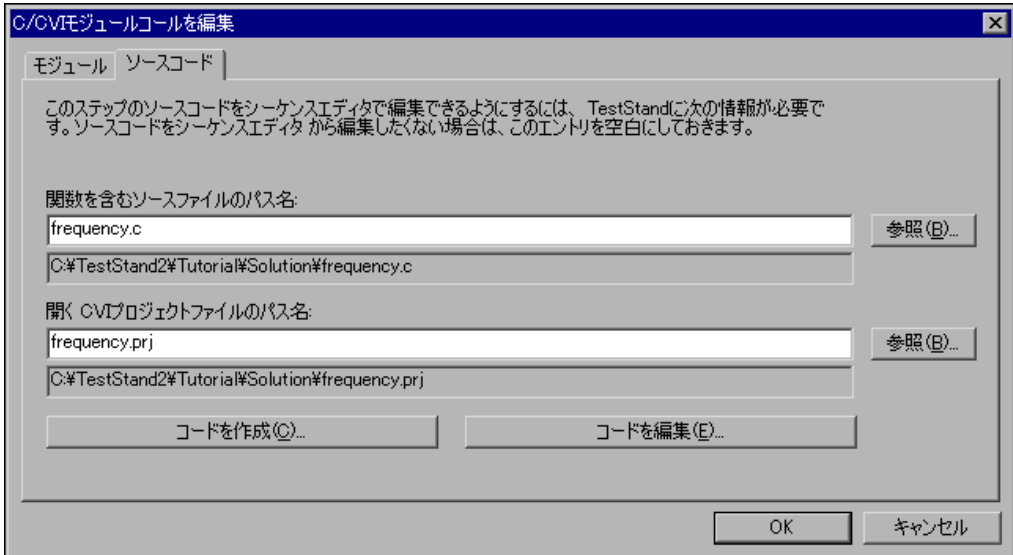 C/CVIモジュールコールを編集
モジュール
ソースコード
このステップのソースコードをシーケンスエディタで編集できるようにするには、 TestStandに次の情報が必要で
す。ソースコードをシーケンスエディタ から編集したくない場合は、このエントリを空白にしておきます。
関数を含むソースファイルのパス名:
frequency.c
参照(B)...
C:¥TestStand2¥Tutorial¥Solution¥frequency.c
開く CVIプロジェクトファイルのパス名:
frequency.prj
参照(B)...
C:¥TestStand2¥Tutorial¥Solution¥frequency.prj
コードを作成(C)...
コードを編集(E)...
OK
キャンセル